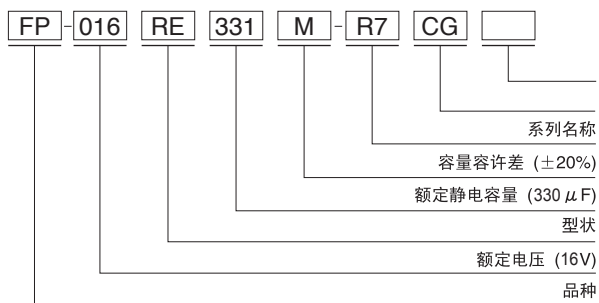 FP-016 RE 331 M-R7 CG
系列名称
容量容许差 (±20%)
额定静电容量 (330 μF)
型状
额定电压 (16V)
品种